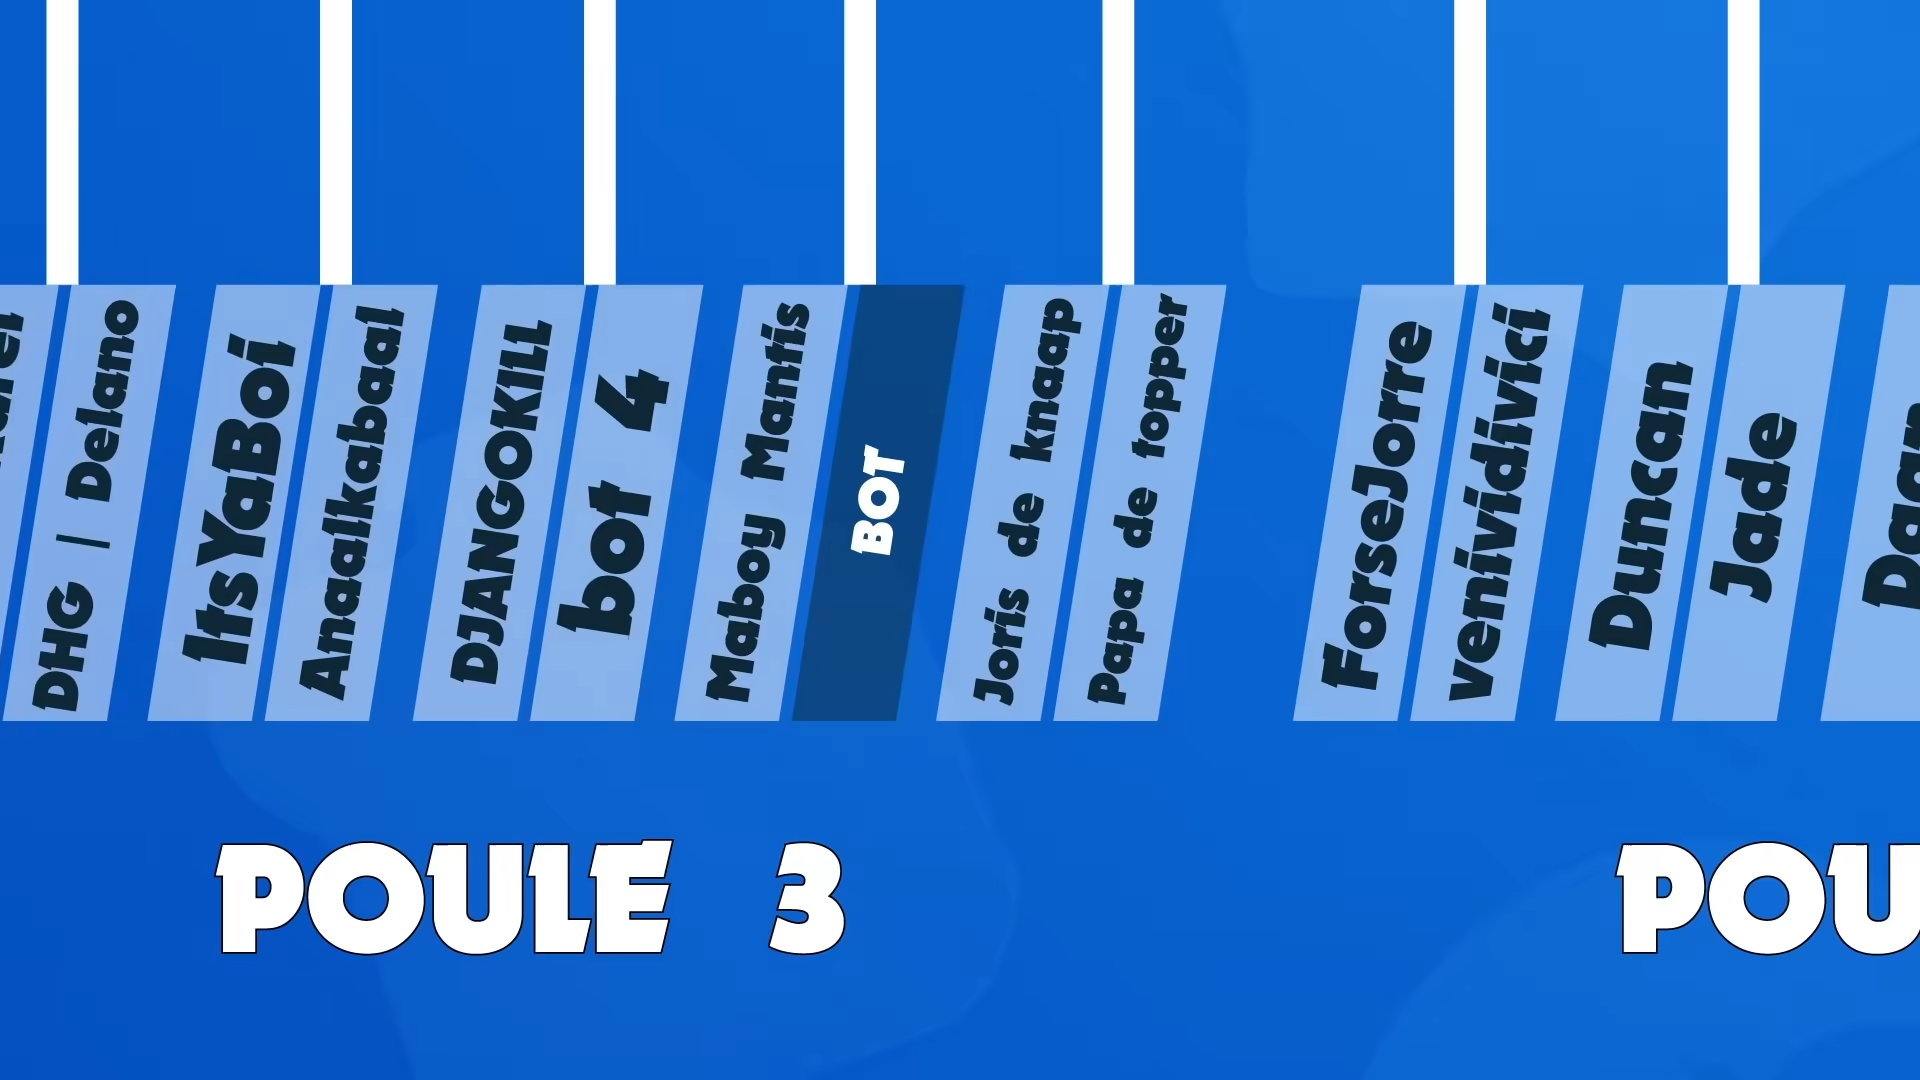 DHG | Delano
ItsYaBoi
Anaalkabaal
DJANGOKILL
bot 4
Maboy Mantis
BOT
Joris de knaap
Papa de topper
ForseJorre
venividivici
Duncan
Jade
POULE 3
POU